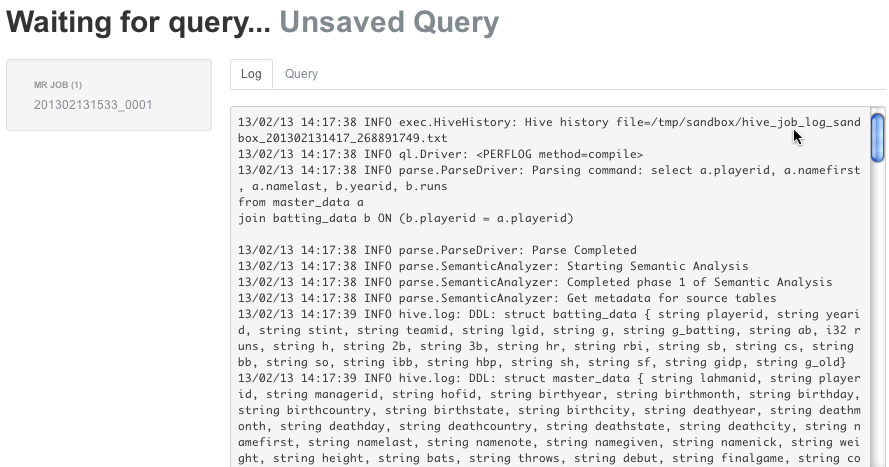 Waiting for query... Unsaved Query
MR JOB (1)
201302131533_0001
Log
Query
13/02/13 14:17:38 INFO exec.HiveHistory: Hive history file=/tmp/sandbox/hive_job_log_sand
box_201302131417_268891749.txt
13/02/13 14:17:38 INFO ql.Driver: <PERFLOG method=compile>
13/02/13 14:17:38 INFO parse.ParseDriver: Parsing command: select a.playerid, a.namefirst
, a.namelast, b.yearid, b.runs
from master_data a
join batting_data b ON (b.playerid = a.playerid)
13/02/13 14:17:38 INFO parse.ParseDriver: Parse Completed
13/02/13 14:17:38 INFO parse.SemanticAnalyzer: Starting Semantic Analysis
13/02/13 14:17:38 INFO parse.SemanticAnalyzer: Completed phase 1 of Semantic Analysis
13/02/13 14:17:38 INFO parse.SemanticAnalyzer: Get metadata for source tables
13/02/13 14:17:39 INFO hive.log: DDL: struct batting_data { string playerid, string yeari
d, string stint, string teamid, string lgid, string g, string g_batting, string ab, i32 r
uns, string h, string 2b, string 3b, string hr, string rbi, string sb, string cs, string
bb, string so, string ibb, string hbp, string sh, string sf, string gidp, string g_old}
13/02/13 14:17:39 INFO hive.log: DDL: struct master_data { string lahmanid, string player
id, string managerid, string hofid, string birthyear, string birthmonth, string birthday,
string birthcountry, string birthstate, string birthcity, string deathyear, string deathm
onth, string deathday, string deathcountry, string deathstate, string deathcity, string n
amefirst, string namelast, string namenote, string namegiven, string namenick, string wei
ght, string height, string bats, string throws, string debut, string finalgame, string co